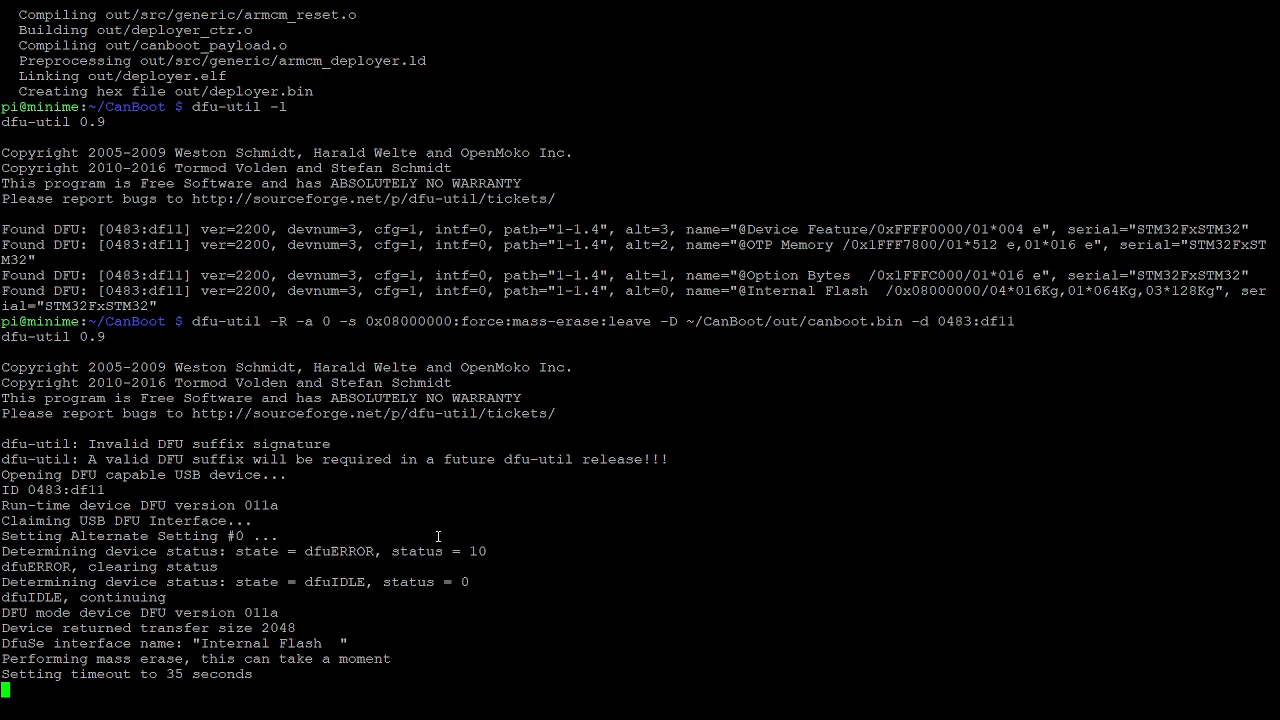 Compiling out/src/generic/armcm_reset.o
Building out/deployer_ctr.o
Compiling out/canboot_payload.o
Preprocessing out/src/generic/armcm_deployer.ld
Linking out/deployer.elf
Creating hex file out/deployer.bin
pi@minime:~/CanBoot $ dfu-util -l
dfu-util 0.9
Copyright 2005-2009 Weston Schmidt, Harald Welte and OpenMoko Inc.
Copyright 2010-2016 Tormod Volden and Stefan Schmidt
This program is Free Software and has ABSOLUTELY NO WARRANTY
Please report bugs to http://sourceforge.net/p/dfu-util/tickets/
Found DFU: [0483:df11] ver=2200, devnum=3, cfg=1, intf=0, path="1-1.4", alt=3, name="@Device Feature/0xFFFF0000/01*004 e", serial="STM32FxSTM32"
Found DFU: [0483:df11] ver=2200, devnum=3, cfg=1, intf=0, path="1-1.4", alt=2, name="@OTP Memory /0x1FFF7800/01*512 e,01*016 e", serial="STM32FxST
M32"
Found DFU: [0483:df11] ver=2200, devnum=3, cfg=1, intf=0, path="1-1.4", alt=1, name="@Option Bytes  /0x1FFFC000/01*016 e", serial="STM32FxSTM32"
Found DFU: [0483:df11] ver=2200, devnum=3, cfg=1, intf=0, path="1-1.4", alt=0, name="@Internal Flash  /0x08000000/04*016Kg,01*064Kg,03*128Kg", ser
ial="STM32FxSTM32"
pi@minime:~/CanBoot $ dfu-util -R -a 0 -s 0x08000000:force:mass-erase:leave -D ~/CanBoot/out/canboot.bin -d 0483:df11
dfu-util 0.9
Copyright 2005-2009 Weston Schmidt, Harald Welte and OpenMoko Inc.
Copyright 2010-2016 Tormod Volden and Stefan Schmidt
This program is Free Software and has ABSOLUTELY NO WARRANTY
Please report bugs to http://sourceforge.net/p/dfu-util/tickets/
dfu-util: Invalid DFU suffix signature
dfu-util: A valid DFU suffix will be required in a future dfu-util release!!!
Opening DFU capable USB device...
ID 0483:df11
Run-time device DFU version 011a
Claiming USB DFU Interface...
Setting Alternate Setting #0 ...
Determining device status: state = dfuERROR, status = 10
dfuERROR, clearing status
Determining device status: state = dfuIDLE, status = 0
dfuIDLE, continuing
DFU mode device DFU version 011a
Device returned transfer size 2048
DfuSe interface name: "Internal Flash  "
Performing mass erase, this can take a moment
Setting timeout to 35 seconds